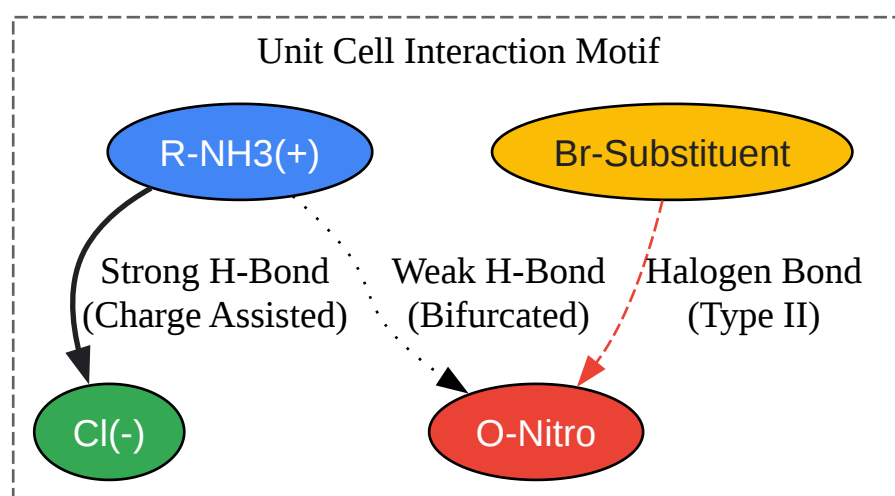 Unit Cell Interaction Motif
R-NH3(+)
Br-Substituent
Strong H-Bond
(Charge Assisted)
Weak H-Bond
(Bifurcated)
Halogen Bond
(Type II)
Cl(-)
O-Nitro